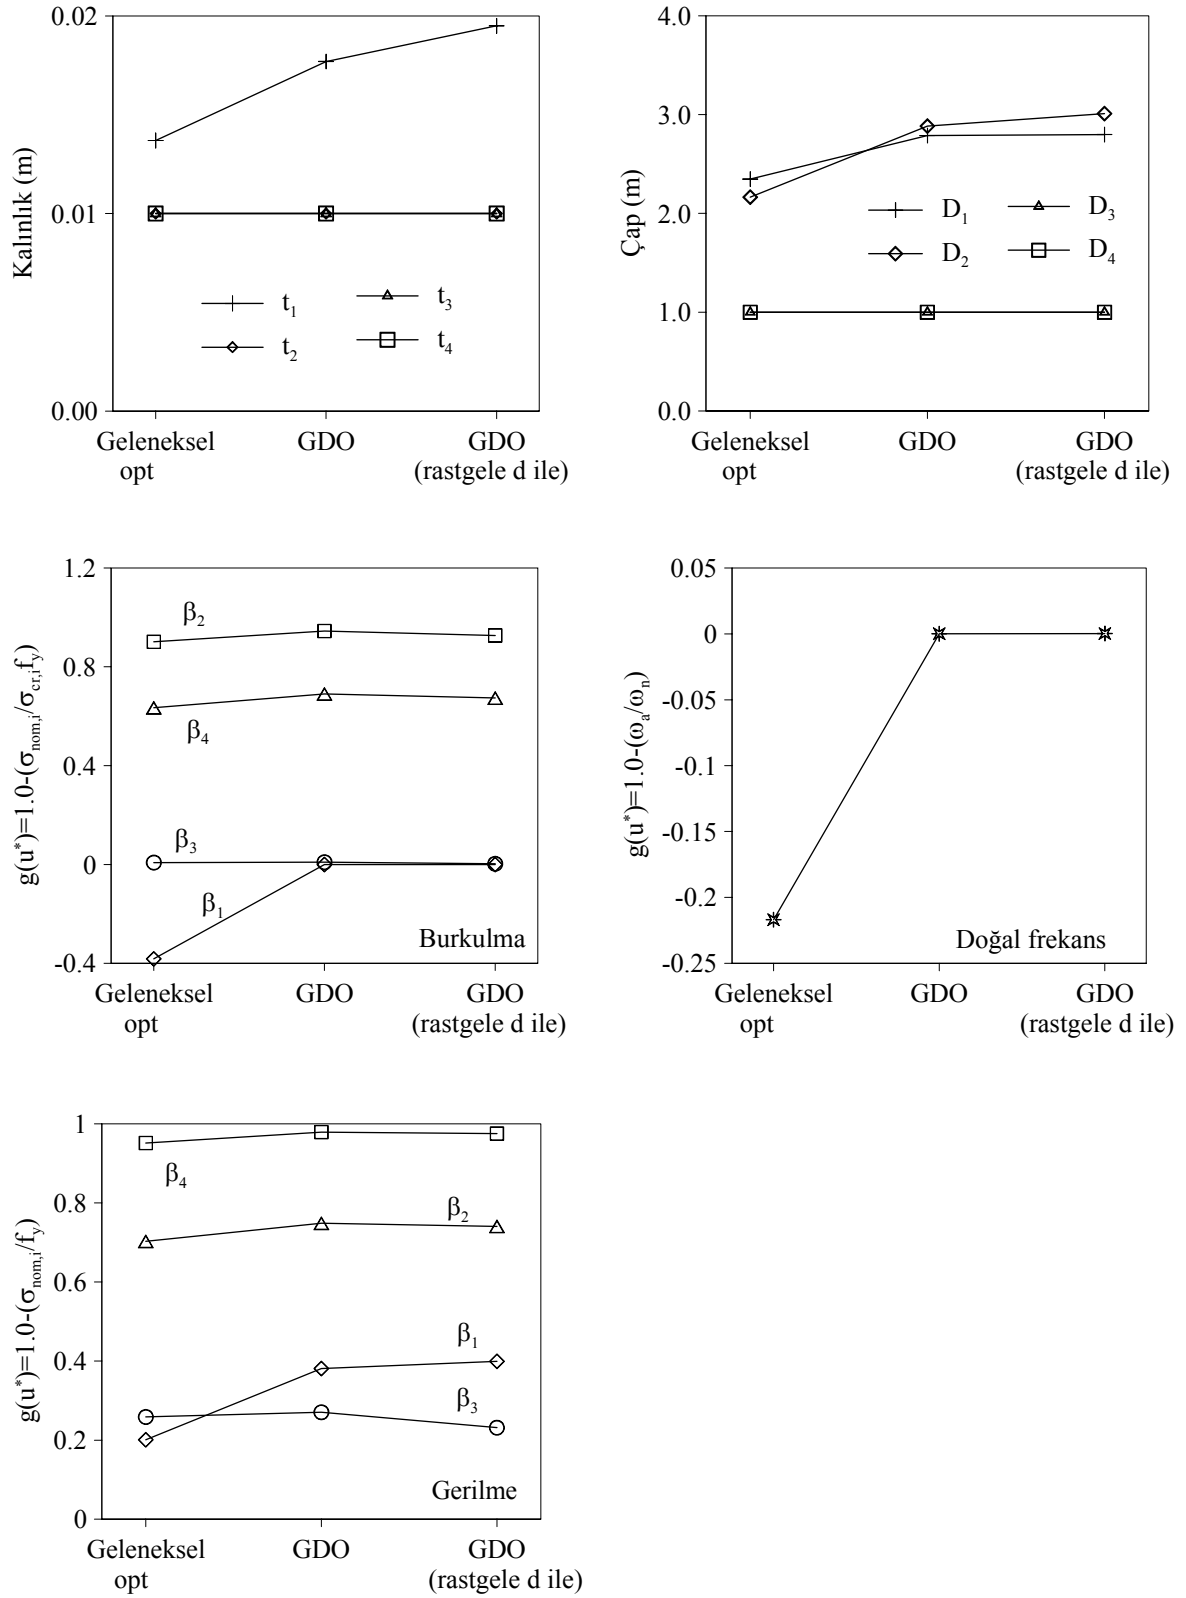 0.02
0.01
0.00
Kalınlık (m)
t₁
t₂
t₃
t₄
Geleneksel
opt
GDO
GDO
(rastgele d ile)
4.0
3.0
2.0
1.0
0.0
Çap (m)
D₁
D₂
D₃
D₄
Geleneksel
opt
GDO
GDO
(rastgele d ile)
1.2
0.8
0.4
0
-0.4
g(u*)=1.0-(σnom,i/σcr,ify)
β₂
β₄
β₃
β₁
Burkulma
Geleneksel
opt
GDO
GDO
(rastgele d ile)
0.05
0
-0.05
-0.1
-0.15
-0.2
-0.25
g(u*)=1.0-(ωa/ωn)
Doğal frekans
Geleneksel
opt
GDO
GDO
(rastgele d ile)
1
0.8
0.6
0.4
0.2
0
g(u*)=1.0-(σnom,i/fy)
β₄
β₂
β₁
β₃
Gerilme
Geleneksel
opt
GDO
GDO
(rastgele d ile)